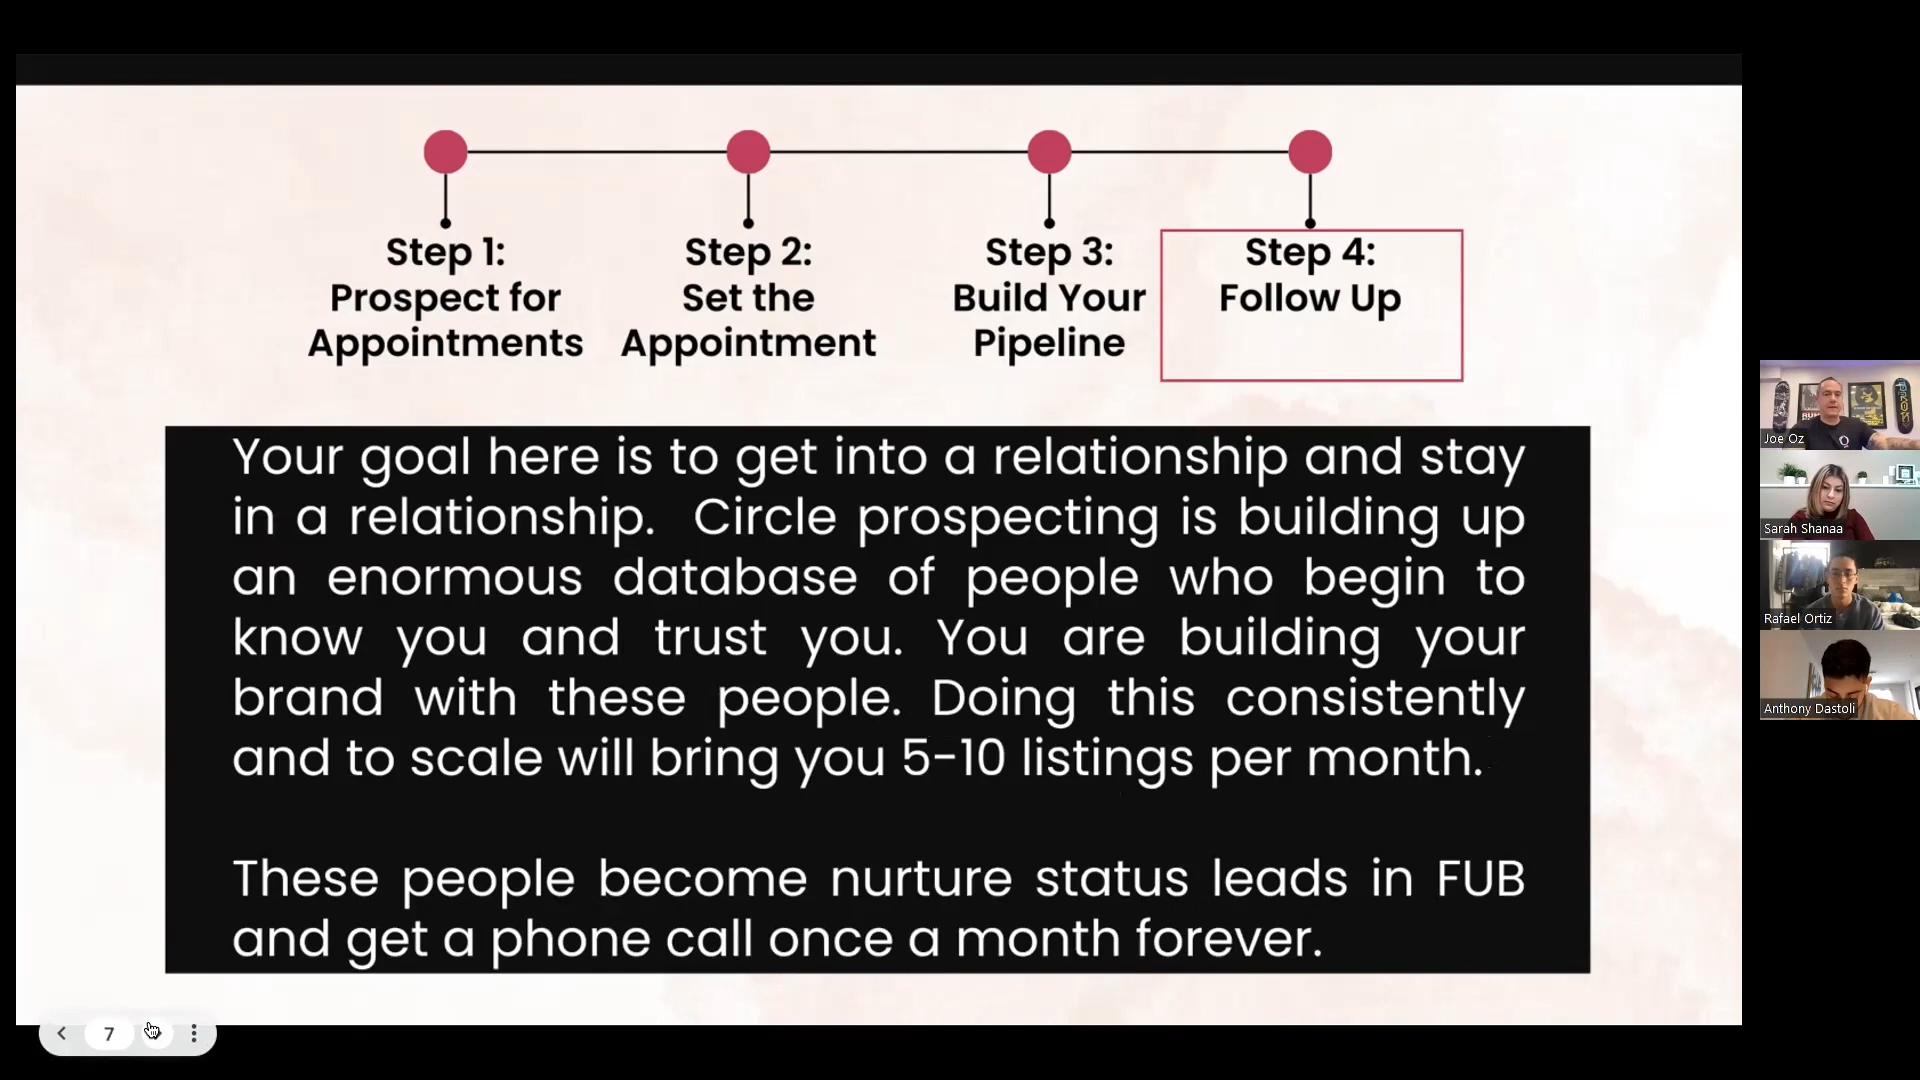 Step 1:
Prospect for
Appointments
Step 2:
Set the
Appointment
Step 3:
Build Your
Pipeline
Step 4:
Follow Up
Your goal here is to get into a relationship and stay
in a relationship.  Circle prospecting is building up
an enormous database of people who begin to
know you and trust you. You are building your
brand with these people. Doing this consistently
and to scale will bring you 5-10 listings per month.
These people become nurture status leads in FUB
and get a phone call once a month forever.
7
Joe Oz
Sarah Shanaa
Rafael Ortiz
Anthony Dastoli